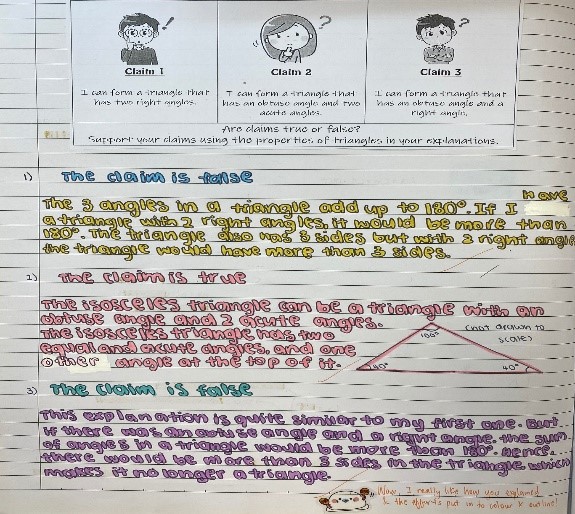 Claim 1
Claim 2
Claim 3
I can form a triangle that
has two right angles.
I can form a triangle that
has an obtuse angle and two
acute angles.
I can form a triangle that
has an obtuse angle and a
right angle.
Are claims true or false?
Support your claims using the properties of triangles in your explanations.
1) The claim is false
The 3 angles in a triangle add up to 180°. If I have
a triangle with 2 right angles, it would be more than
180°. The triangle also has 3 sides but with 2 right angle
the triangle would have more than 3 sides.
2) The claim is true
The isosceles triangle can be a triangle with an
obtuse angle and 2 acute angles.
The isosceles triangle has two
equal and acute angles, and one
other angle at the top of it.
(not drawn to
scale)
100°
40°
40°
3) The claim is false
This explanation is quite similar to my first one. But
if there was an obtuse angle and a right angle, the sum
of angles in a triangle would be more than 180°. Hence,
there would be more than 3 sides in the triangle which
makes it no longer a triangle.
Wow, I really like how you explained
& the efforts put in to colour & outline!